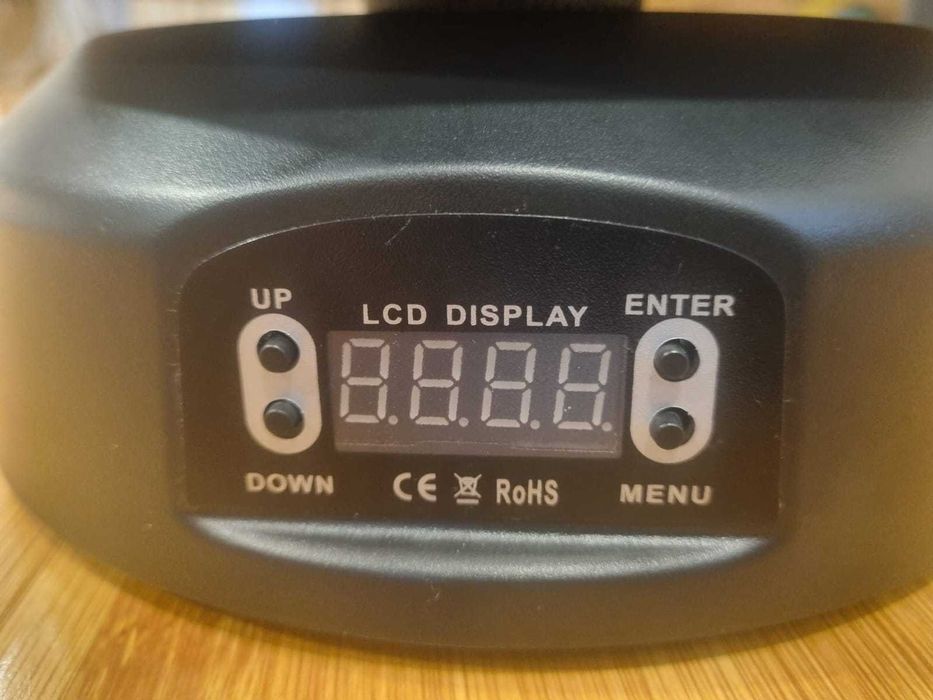 UP
LCD DISPLAY
ENTER
DOWN
CE RoHS
MENU